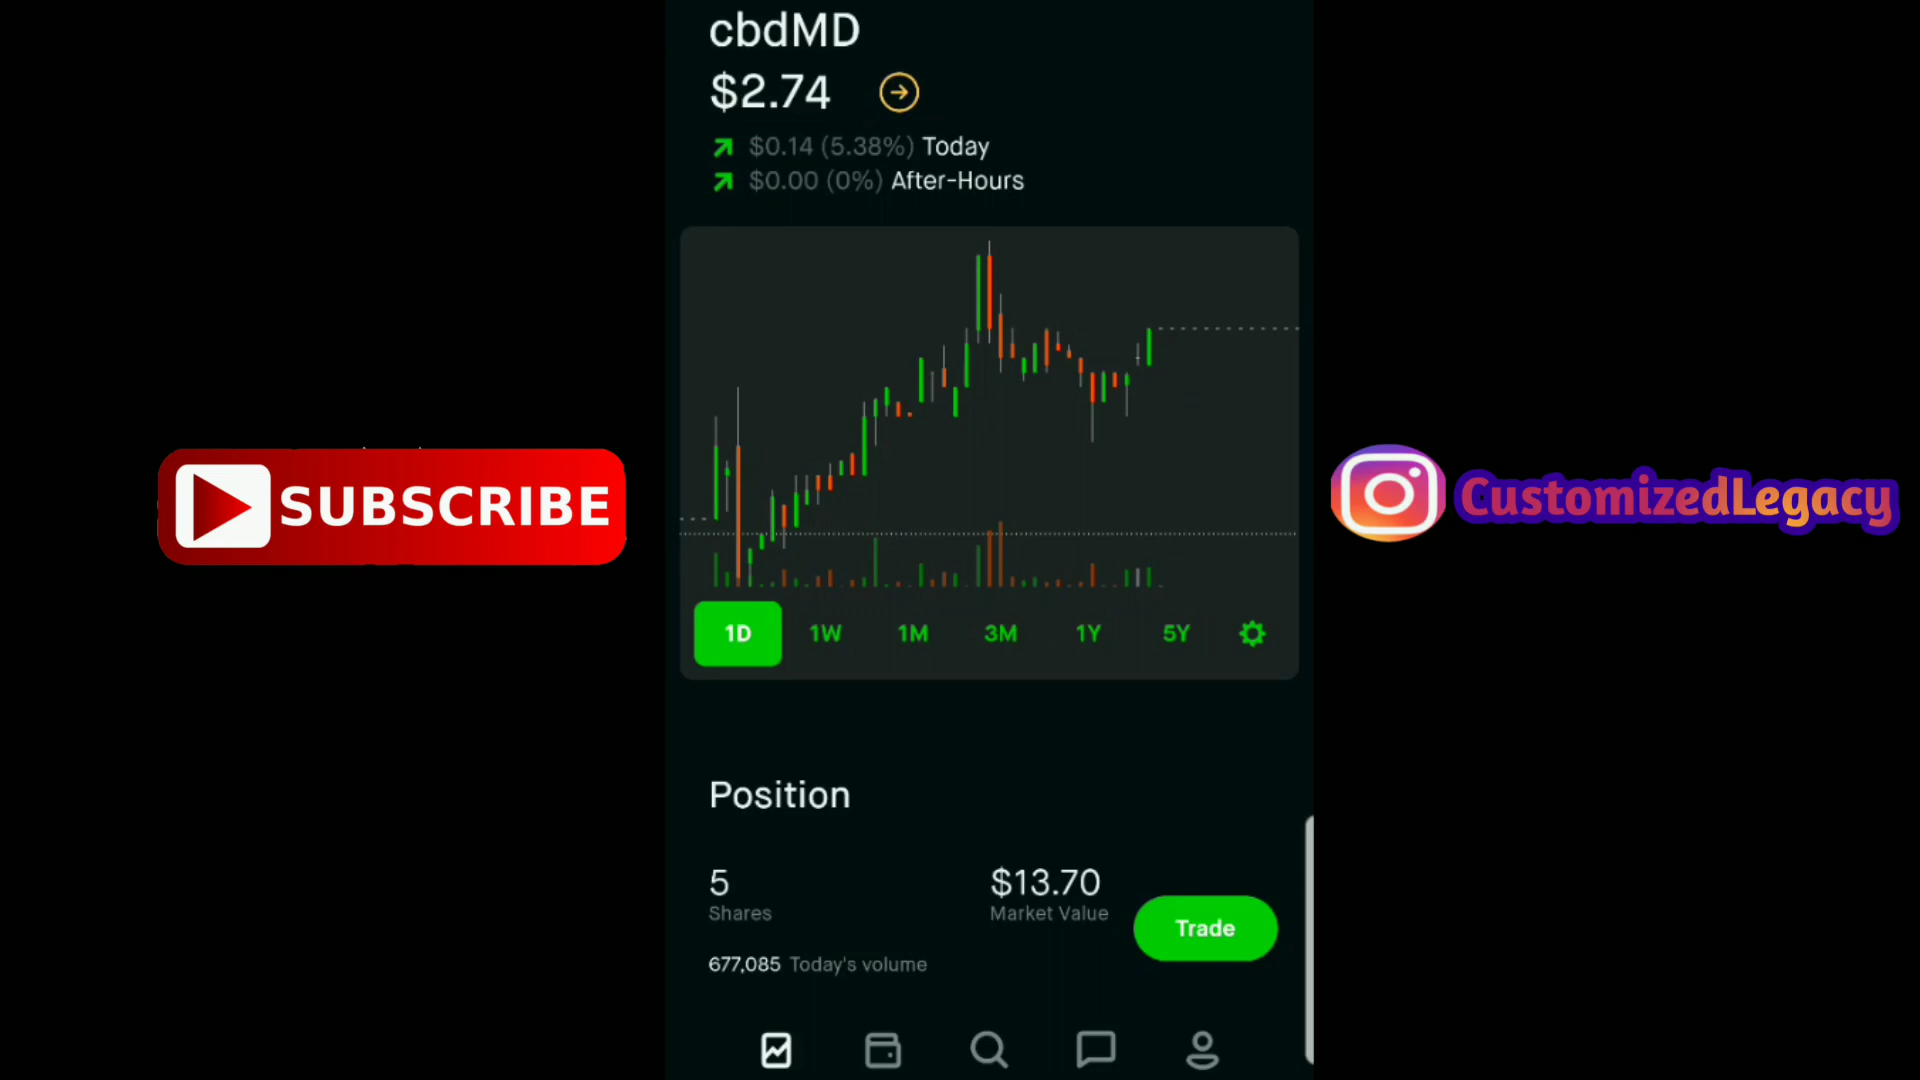 cbdMD
$2.74
$0.14 (5.38%) Today
$0.00 (0%) After-Hours
SUBSCRIBE
CustomizedLegacy
1D 1W 1M 3M 1Y 5Y
Position
5 $13.70
Shares Market Value
Trade
677,085 Today's volume